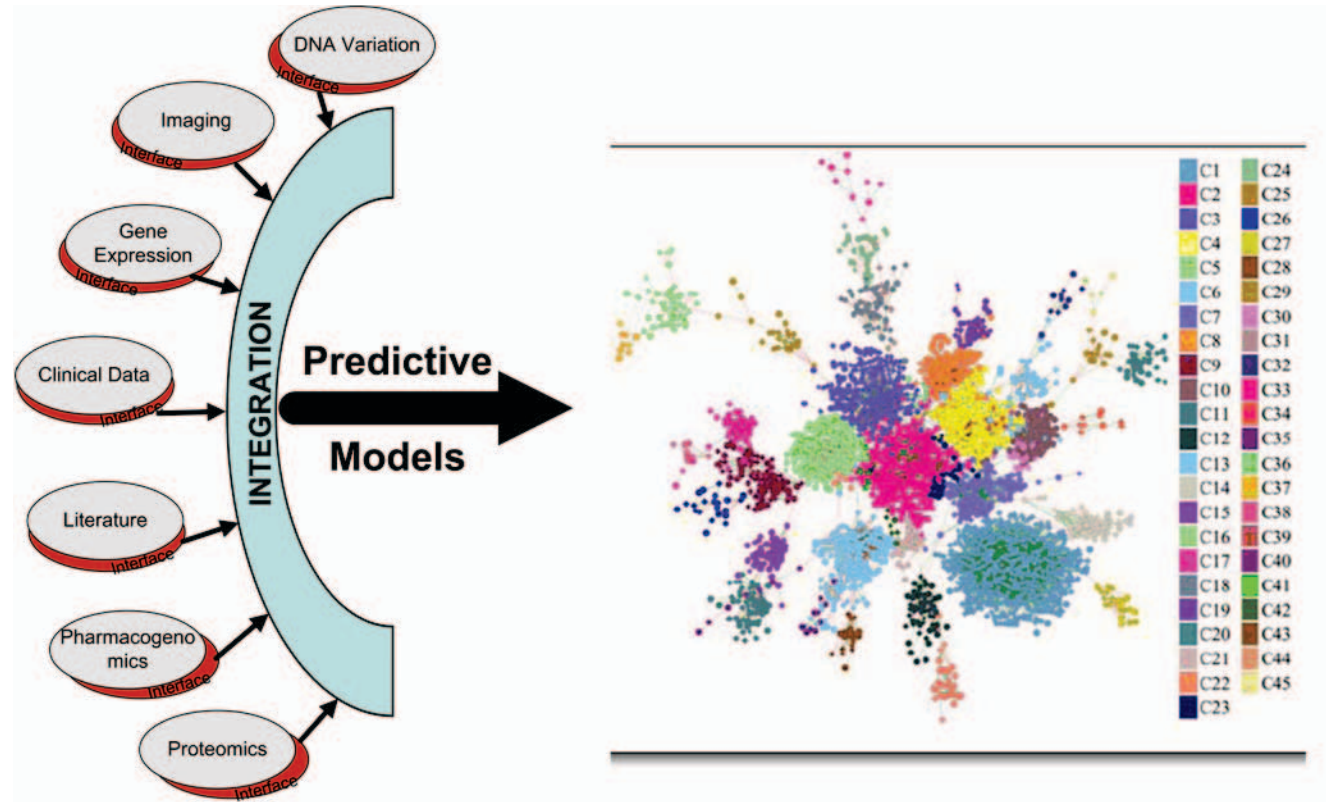 DNA Variation
Interface
Imaging
Interface
Gene
Expression
Interface
Clinical Data
Interface
Literature
Interface
Pharmacogeno
mics
Interface
Proteomics
Interface
INTEGRATION
Predictive
Models
C1 C24
C2 C25
C3 C26
C4 C27
C5 C28
C6 C29
C7 C30
C8 C31
C9 C32
C10 C33
C11 C34
C12 C35
C13 C36
C14 C37
C15 C38
C16 C39
C17 C40
C18 C41
C19 C42
C20 C43
C21 C44
C22 C45
C23